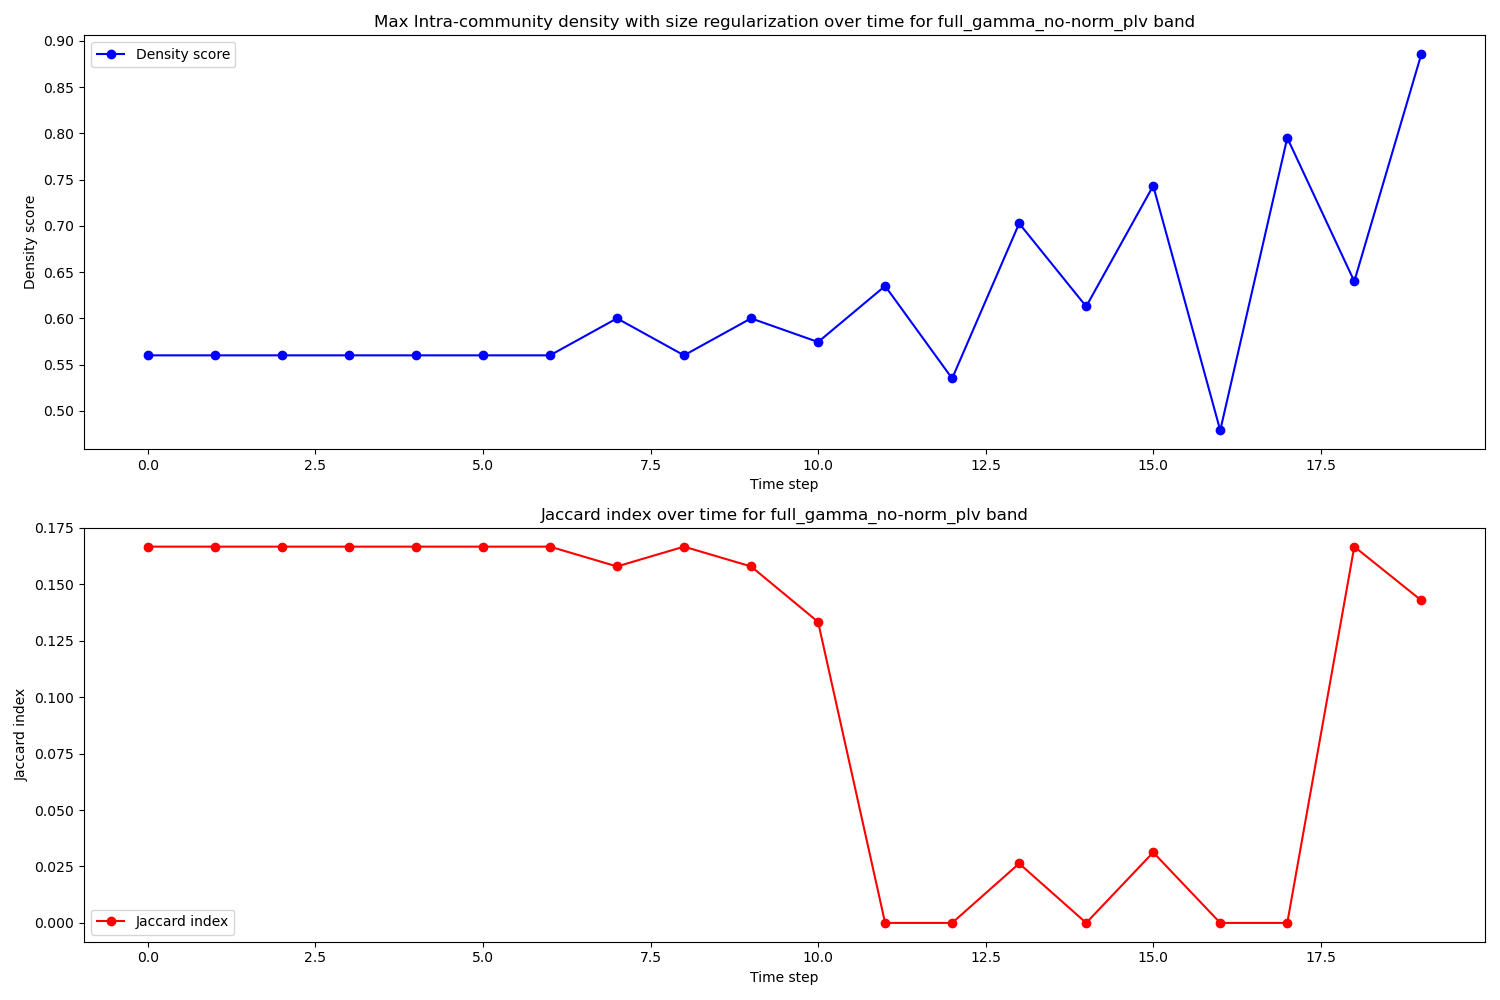 Max Intra-community density with size regularization over time for full_gamma_no-norm_plv band
Density score
0.90
0.85
0.80
0.75
0.70
0.65
0.60
0.55
0.50
Density score
0.0 2.5 5.0 7.5 10.0 12.5 15.0 17.5
Time step
Jaccard index over time for full_gamma_no-norm_plv band
0.175
0.150
0.125
0.100
0.075
0.050
0.025
0.000
Jaccard index
Jaccard index
0.0 2.5 5.0 7.5 10.0 12.5 15.0 17.5
Time step